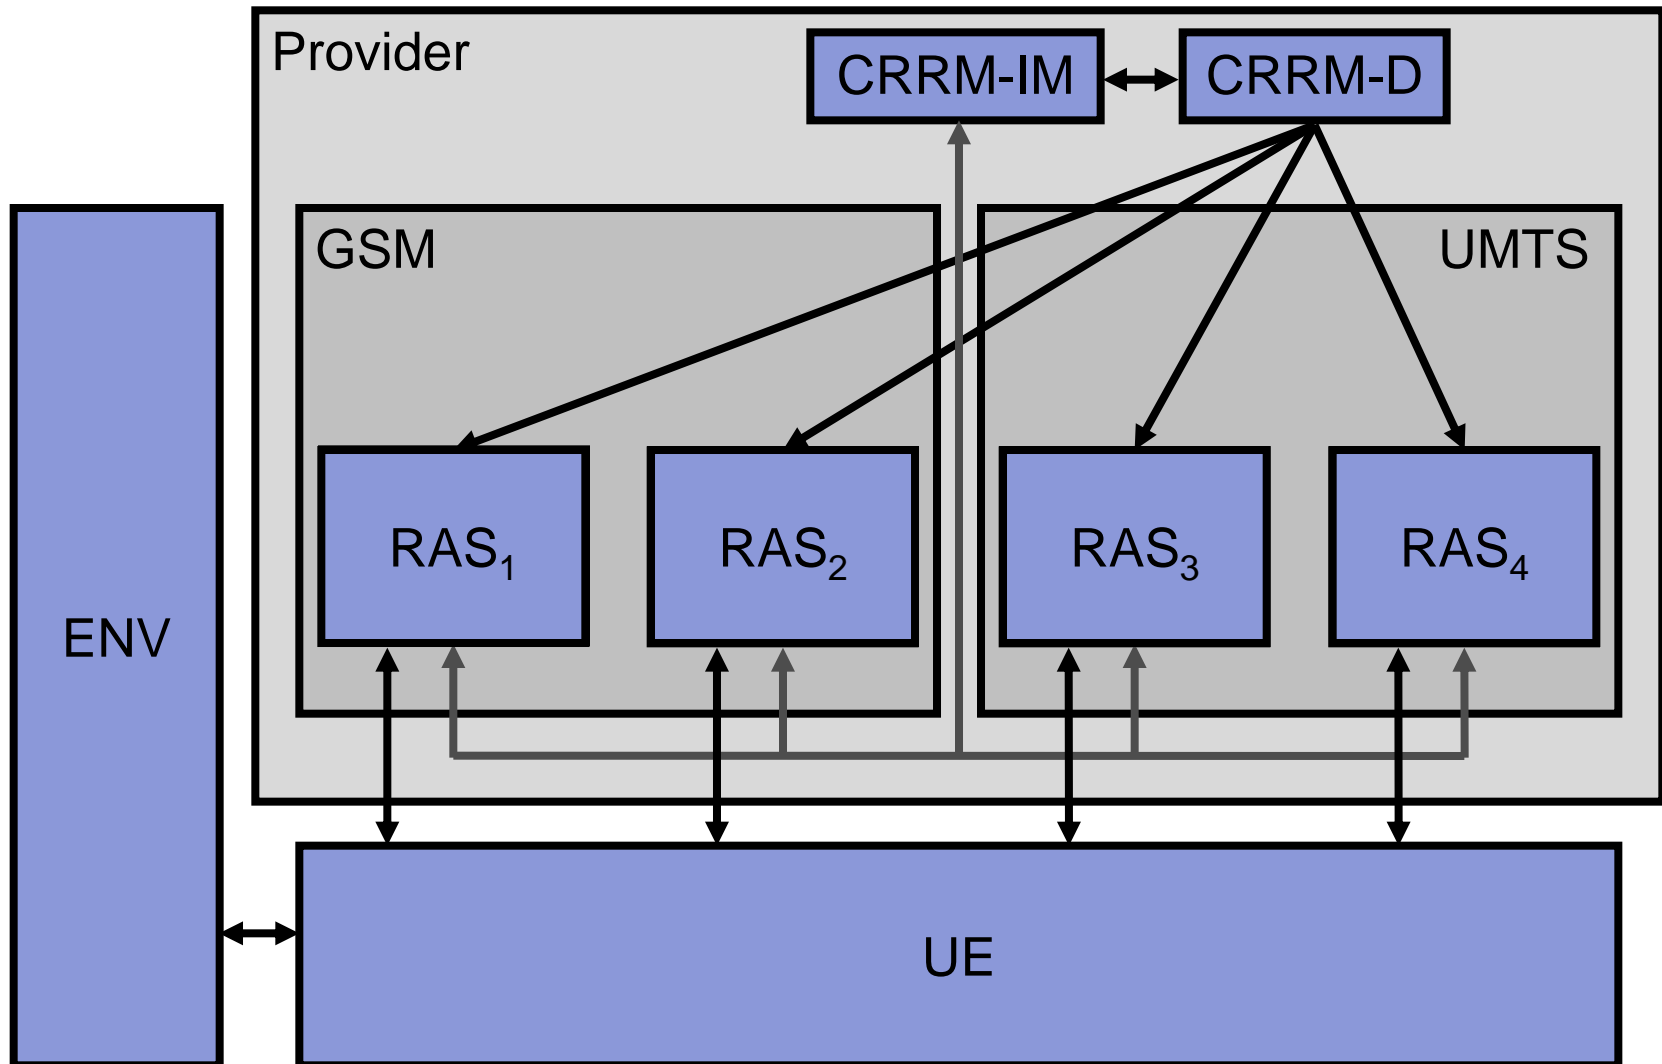 Provider
CRRM-IM
CRRM-D
GSM
UMTS
RAS₁
RAS₂
RAS₃
RAS₄
ENV
UE